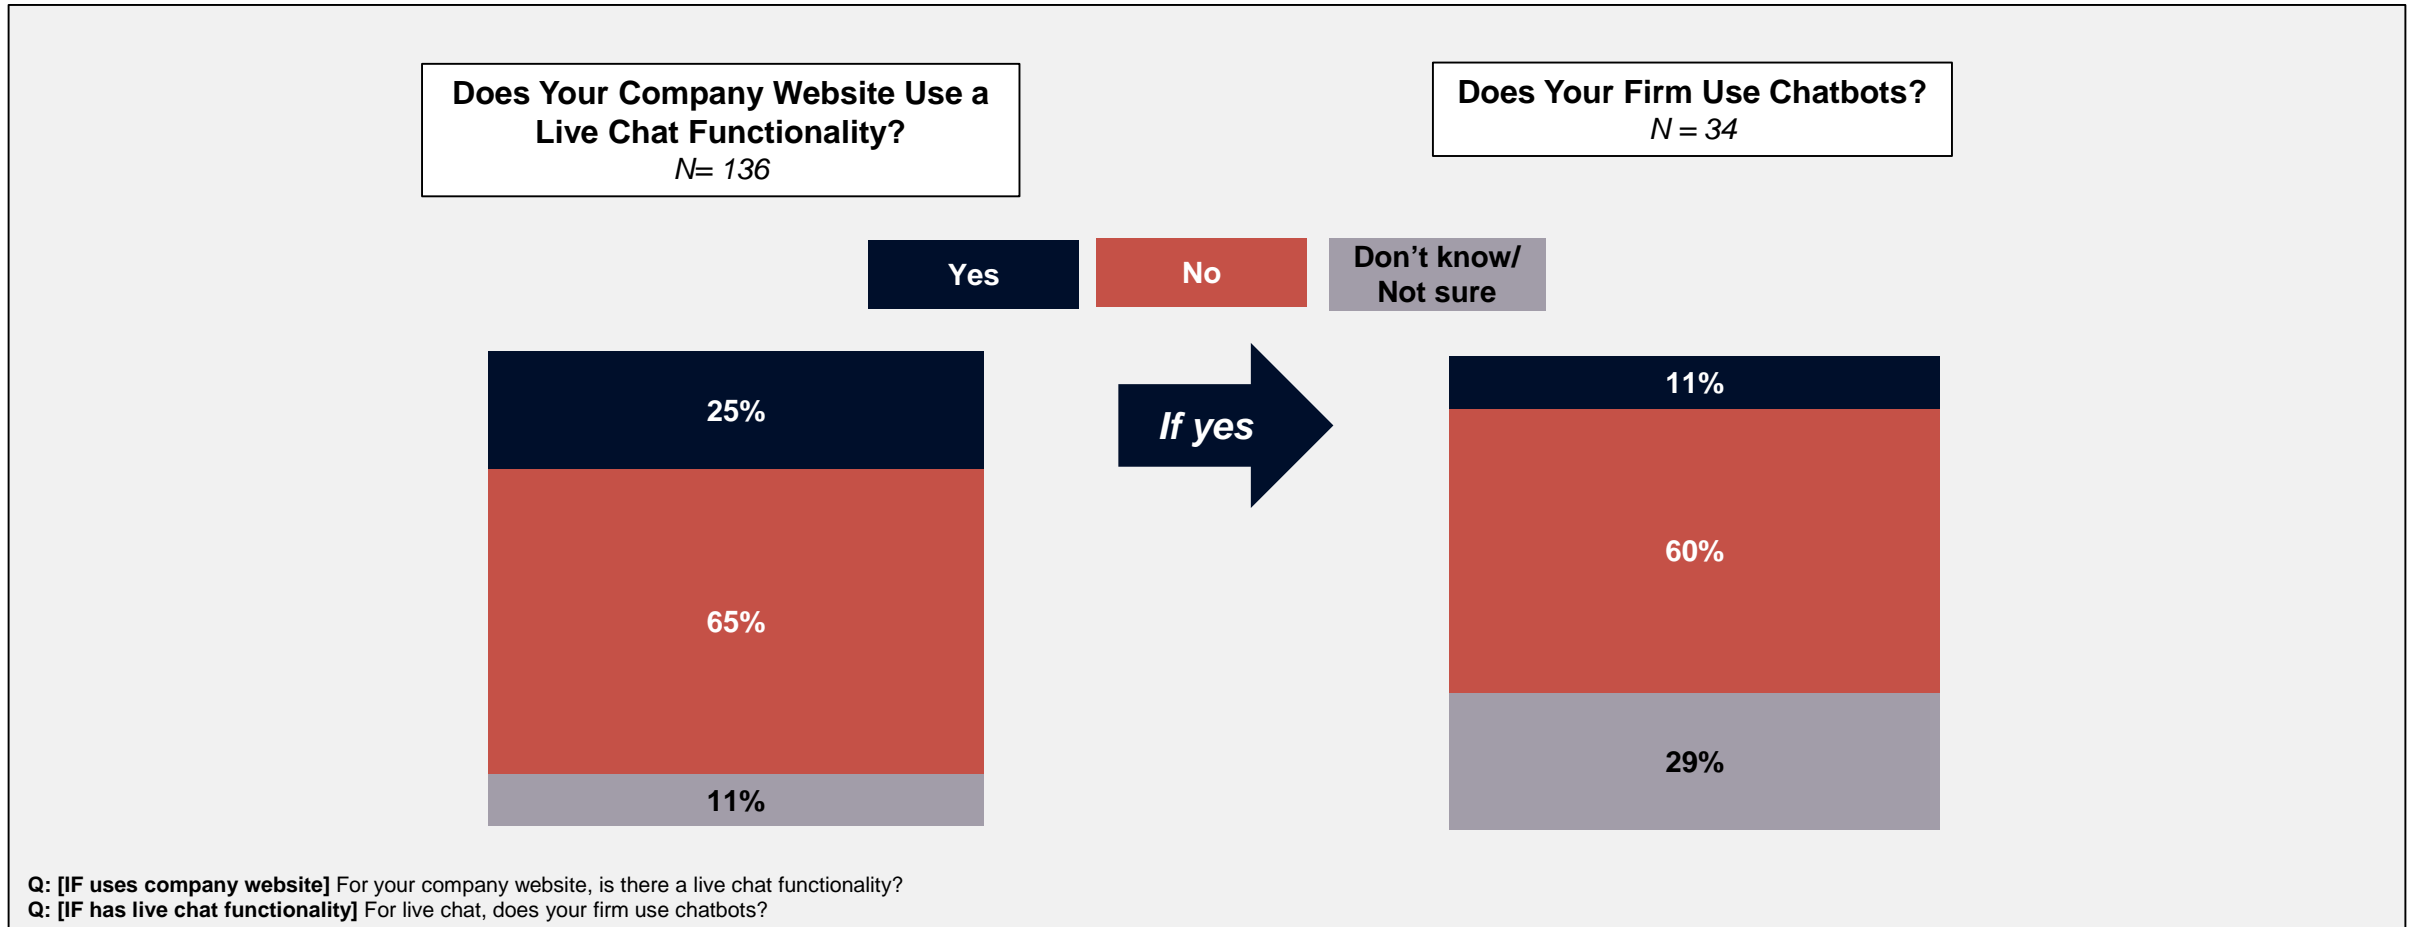 Does Your Company Website Use a
Live Chat Functionality?
N= 136
Does Your Firm Use Chatbots?
N = 34
Yes
No
Don’t know/
Not sure
25%
65%
11%
If yes
11%
60%
29%
Q: [IF uses company website] For your company website, is there a live chat functionality?
Q: [IF has live chat functionality] For live chat, does your firm use chatbots?